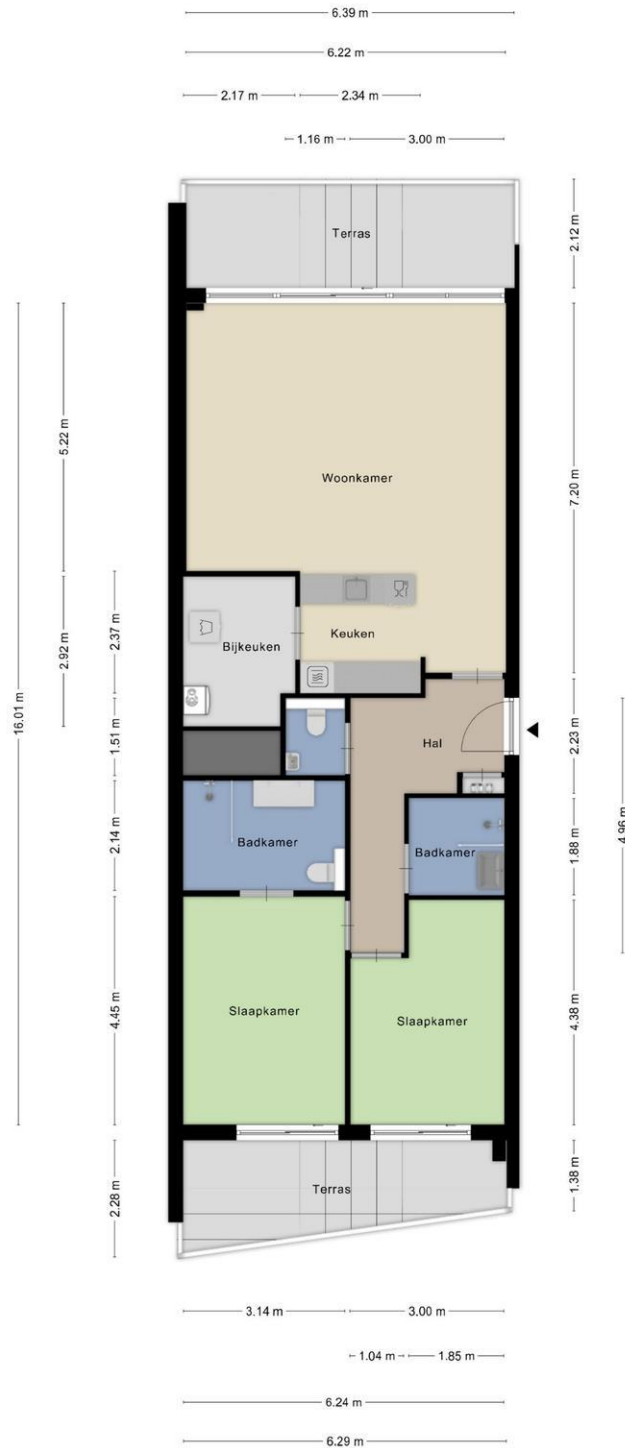 6.39 m
6.22 m
2.17 m 2.34 m
1.16 m 3.00 m
Terras
2.12 m
5.22 m
7.20 m
Woonkamer
16.01 m
2.92 m
2.37 m
Bijkeuken
Keuken
1.51 m
Hal
2.23 m
4.96 m
2.14 m
Badkamer
Badkamer
1.88 m
4.45 m
Slaapkamer
Slaapkamer
4.38 m
2.28 m
Terras
1.38 m
3.14 m 3.00 m
1.04 m 1.85 m
6.24 m
6.29 m